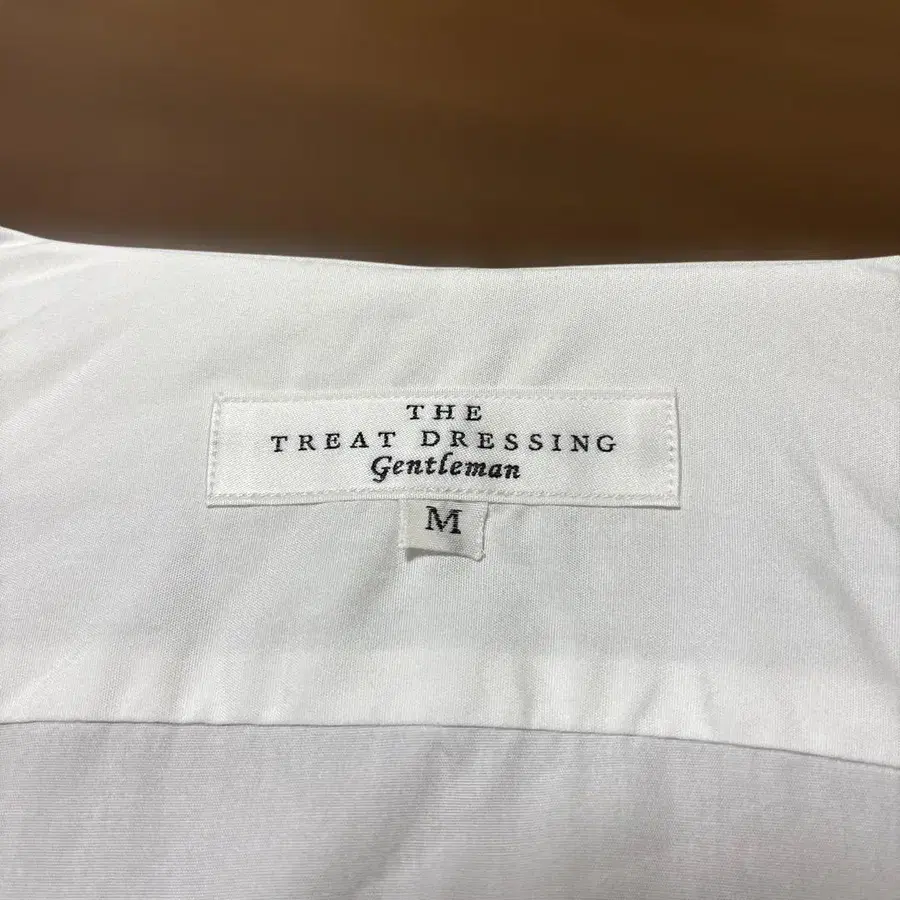 THE
TREAT DRESSING
Gentleman
M